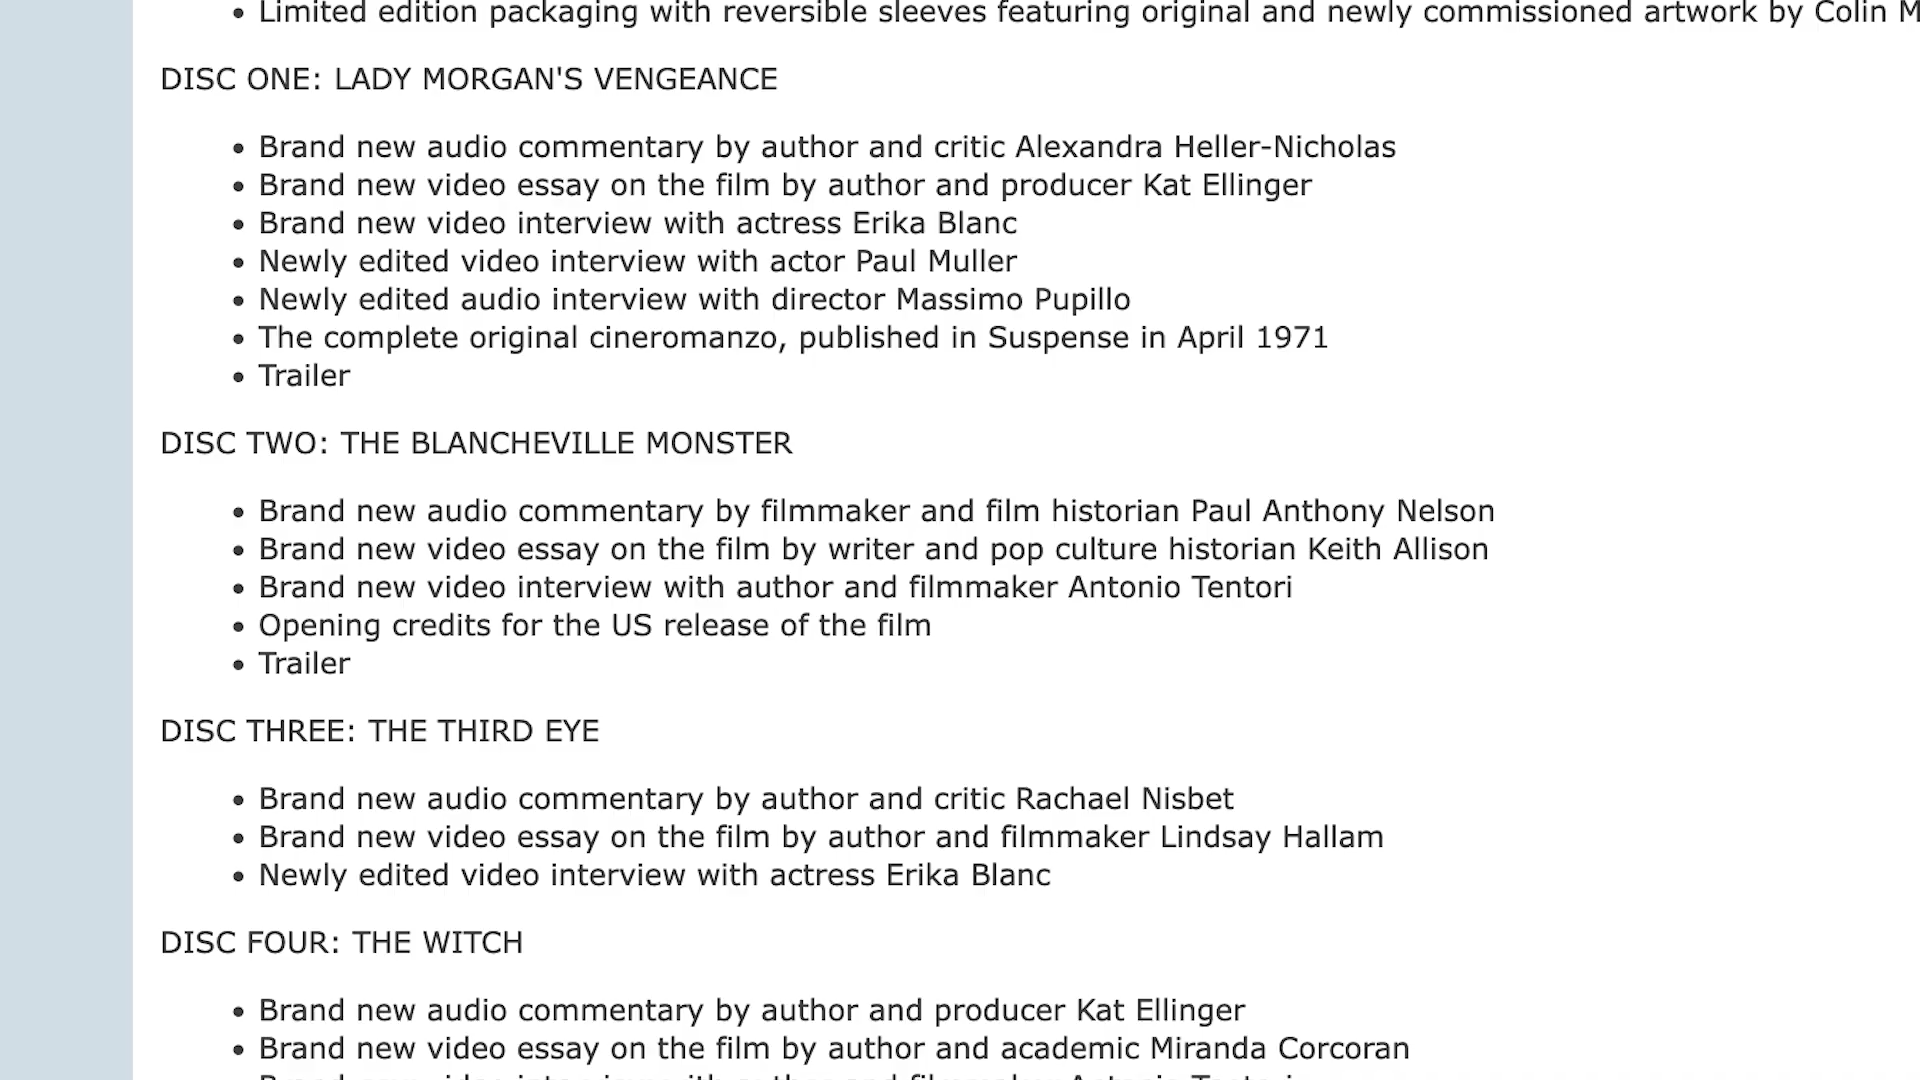 • Limited edition packaging with reversible sleeves featuring original and newly commissioned artwork by Colin
DISC ONE: LADY MORGAN'S VENGEANCE
• Brand new audio commentary by author and critic Alexandra Heller-Nicholas
• Brand new video essay on the film by author and producer Kat Ellinger
• Brand new video interview with actress Erika Blanc
• Newly edited video interview with actor Paul Muller
• Newly edited audio interview with director Massimo Pupillo
• The complete original cineromanzo, published in Suspense in April 1971
• Trailer
DISC TWO: THE BLANCHEVILLE MONSTER
• Brand new audio commentary by filmmaker and film historian Paul Anthony Nelson
• Brand new video essay on the film by writer and pop culture historian Keith Allison
• Brand new video interview with author and filmmaker Antonio Tentori
• Opening credits for the US release of the film
• Trailer
DISC THREE: THE THIRD EYE
• Brand new audio commentary by author and critic Rachael Nisbet
• Brand new video essay on the film by author and filmmaker Lindsay Hallam
• Newly edited video interview with actress Erika Blanc
DISC FOUR: THE WITCH
• Brand new audio commentary by author and producer Kat Ellinger
• Brand new video essay on the film by author and academic Miranda Corcoran